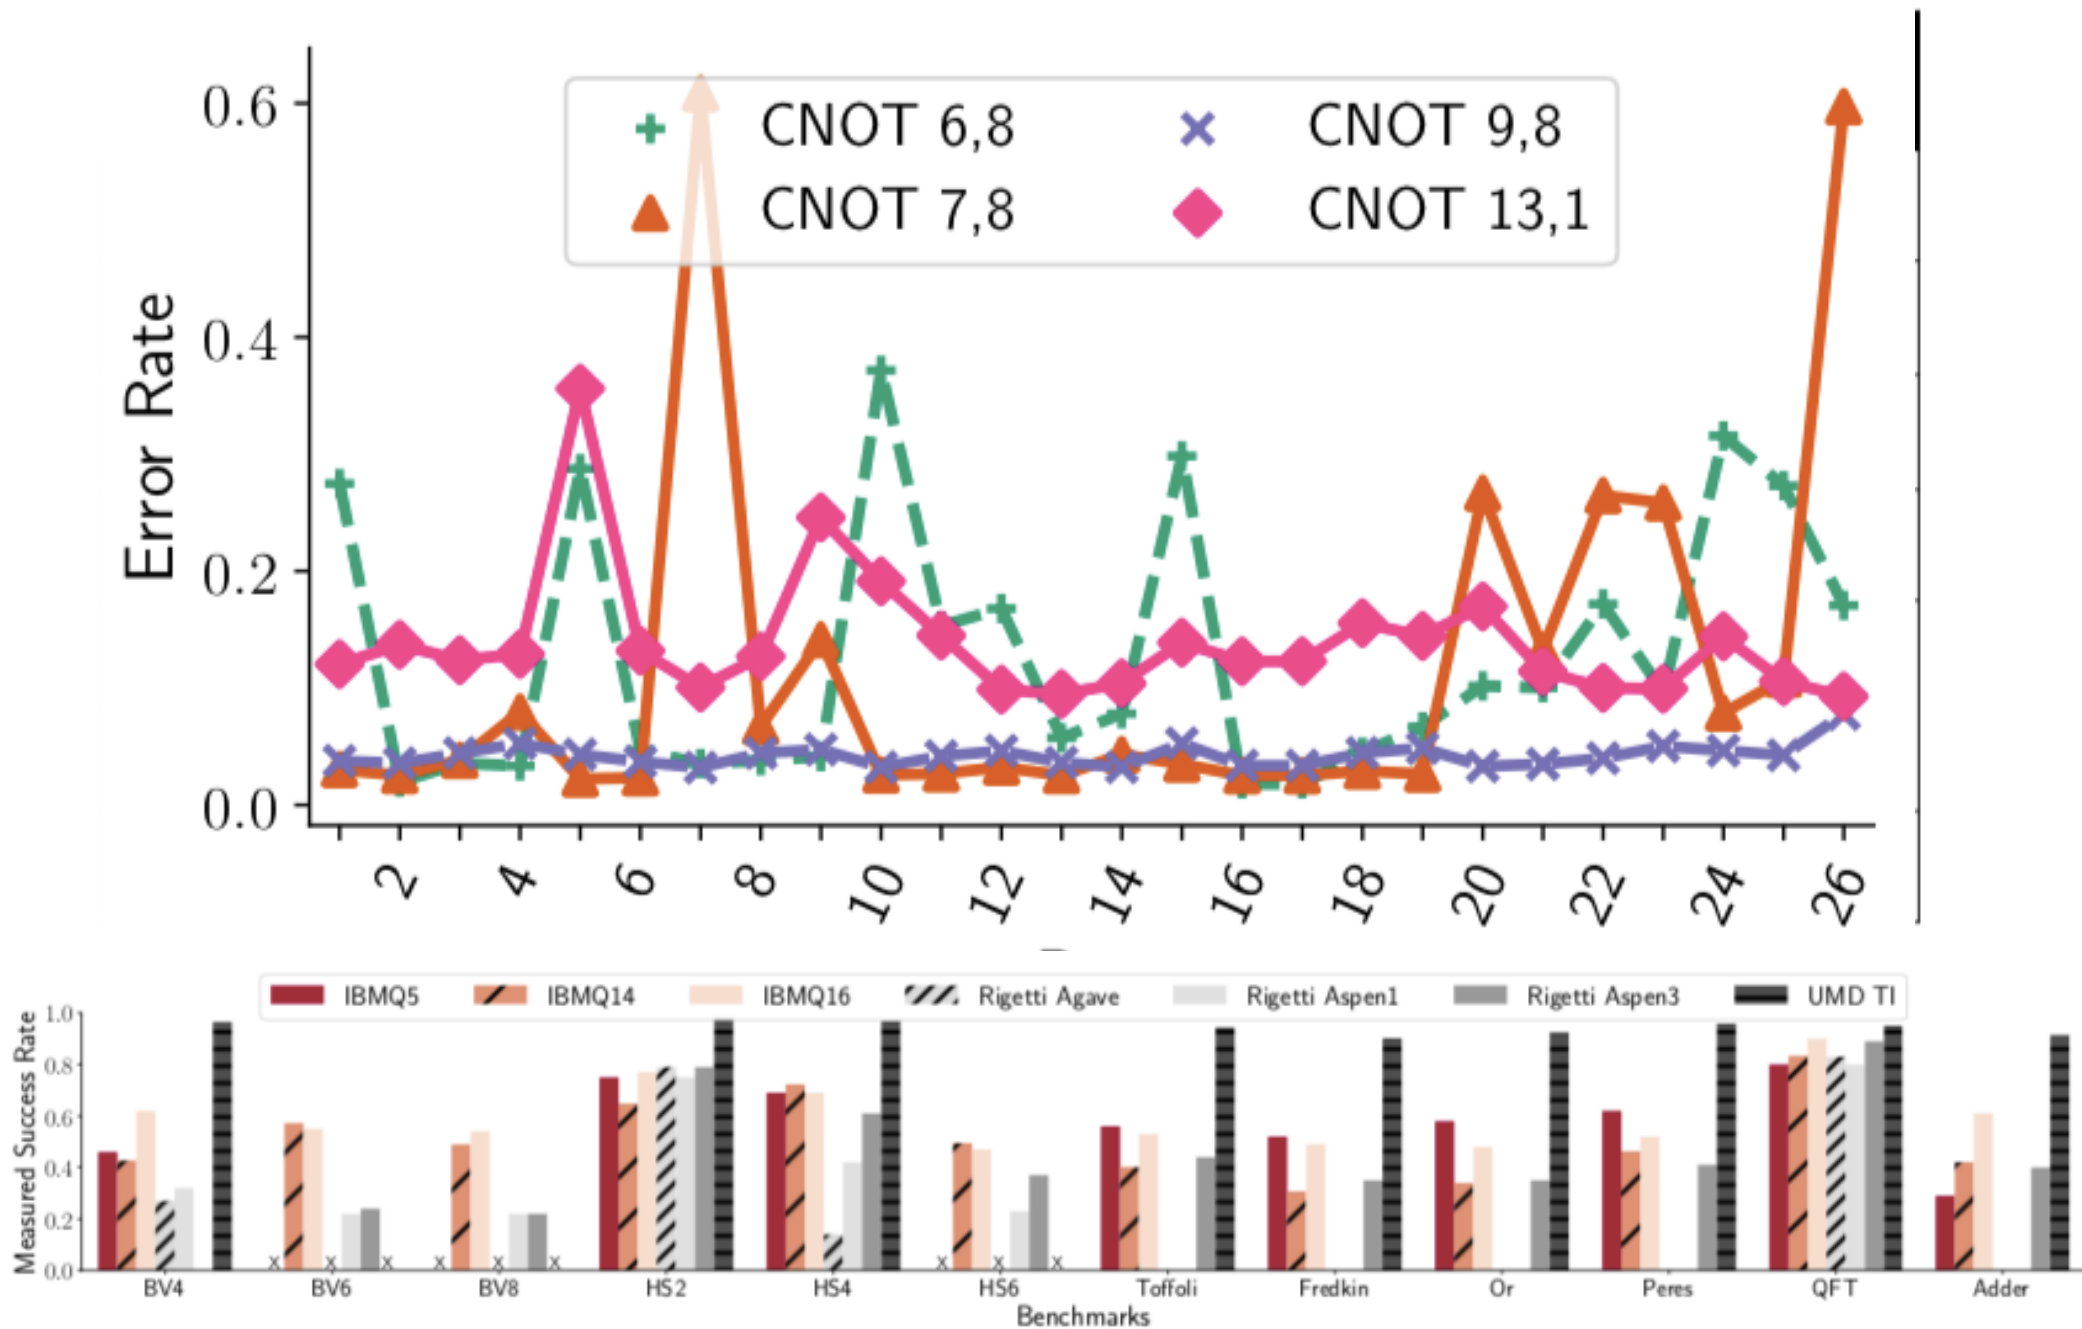 0.6
0.4
0.2
0.0
Error Rate
CNOT 6,8
CNOT 9,8
CNOT 7,8
CNOT 13,1
2 4 6 8 10 12 14 16 18 20 22 24 26
IBMQ5 IBMQ14 IBMQ16 Rigetti Agave Rigetti Aspen1 Rigetti Aspen3 UMD TI
Measured Success Rate
1.0
0.8
0.6
0.4
0.2
0.0
x x x x x x x x x
BV4 BV6 BV8 HS2 HS4 HS6 Toffoli Fredkin Or Peres QFT Adder
Benchmarks